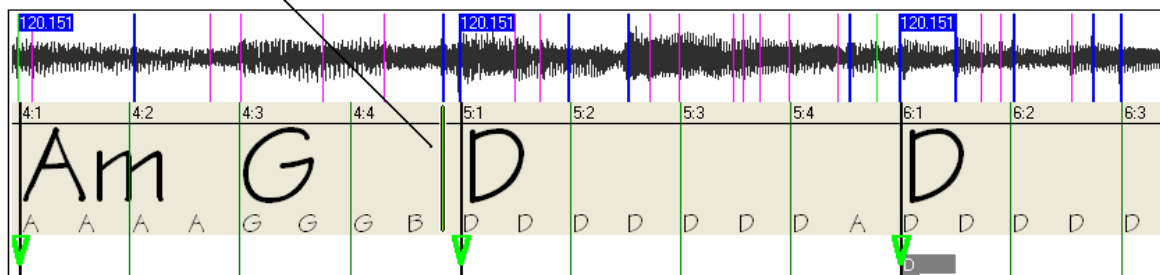 120.151 120.151 120.151
4:1 4:2 4:3 4:4 5:1 5:2 5:3 5:4 6:1 6:2 6:3
Am G D D
A A A A G G G B D D D D D D D A D D D D D
D